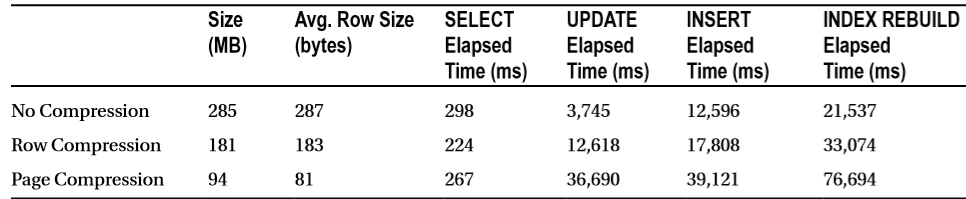 Size Avg. Row Size SELECT UPDATE INSERT INDEX REBUILD
(MB) (bytes) Elapsed Elapsed Elapsed Elapsed
Time (ms) Time (ms) Time (ms) Time (ms)
No Compression 285 287 298 3,745 12,596 21,537
Row Compression 181 183 224 12,618 17,808 33,074
Page Compression 94 81 267 36,690 39,121 76,694